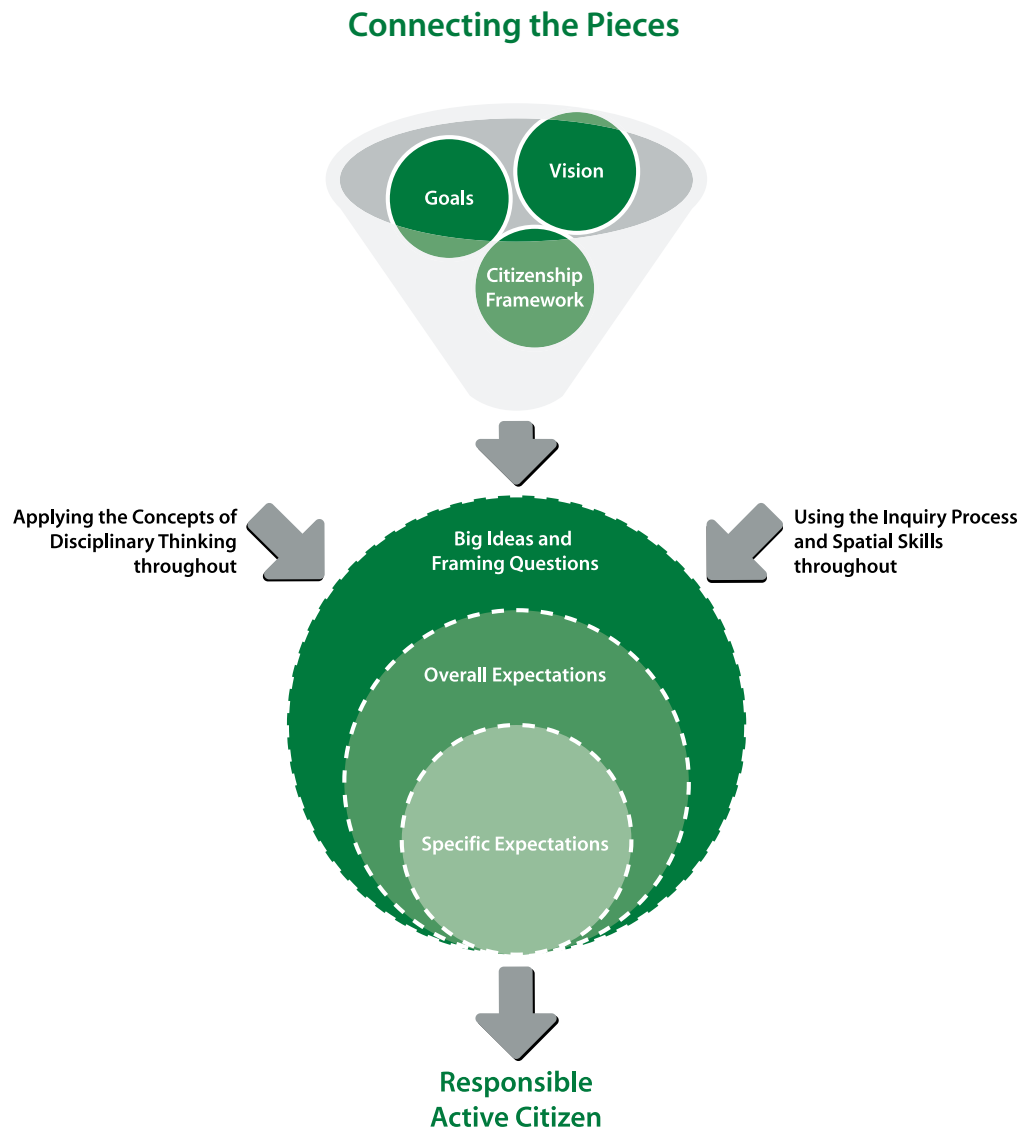 Connecting the Pieces
Vision
Goals
Citizenship
Framework
Applying the Concepts of
Disciplinary Thinking
throughout
Using the Inquiry Process
and Spatial Skills
throughout
Big Ideas and
Framing Questions
Overall Expectations
Specific Expectations
Responsible
Active Citizen